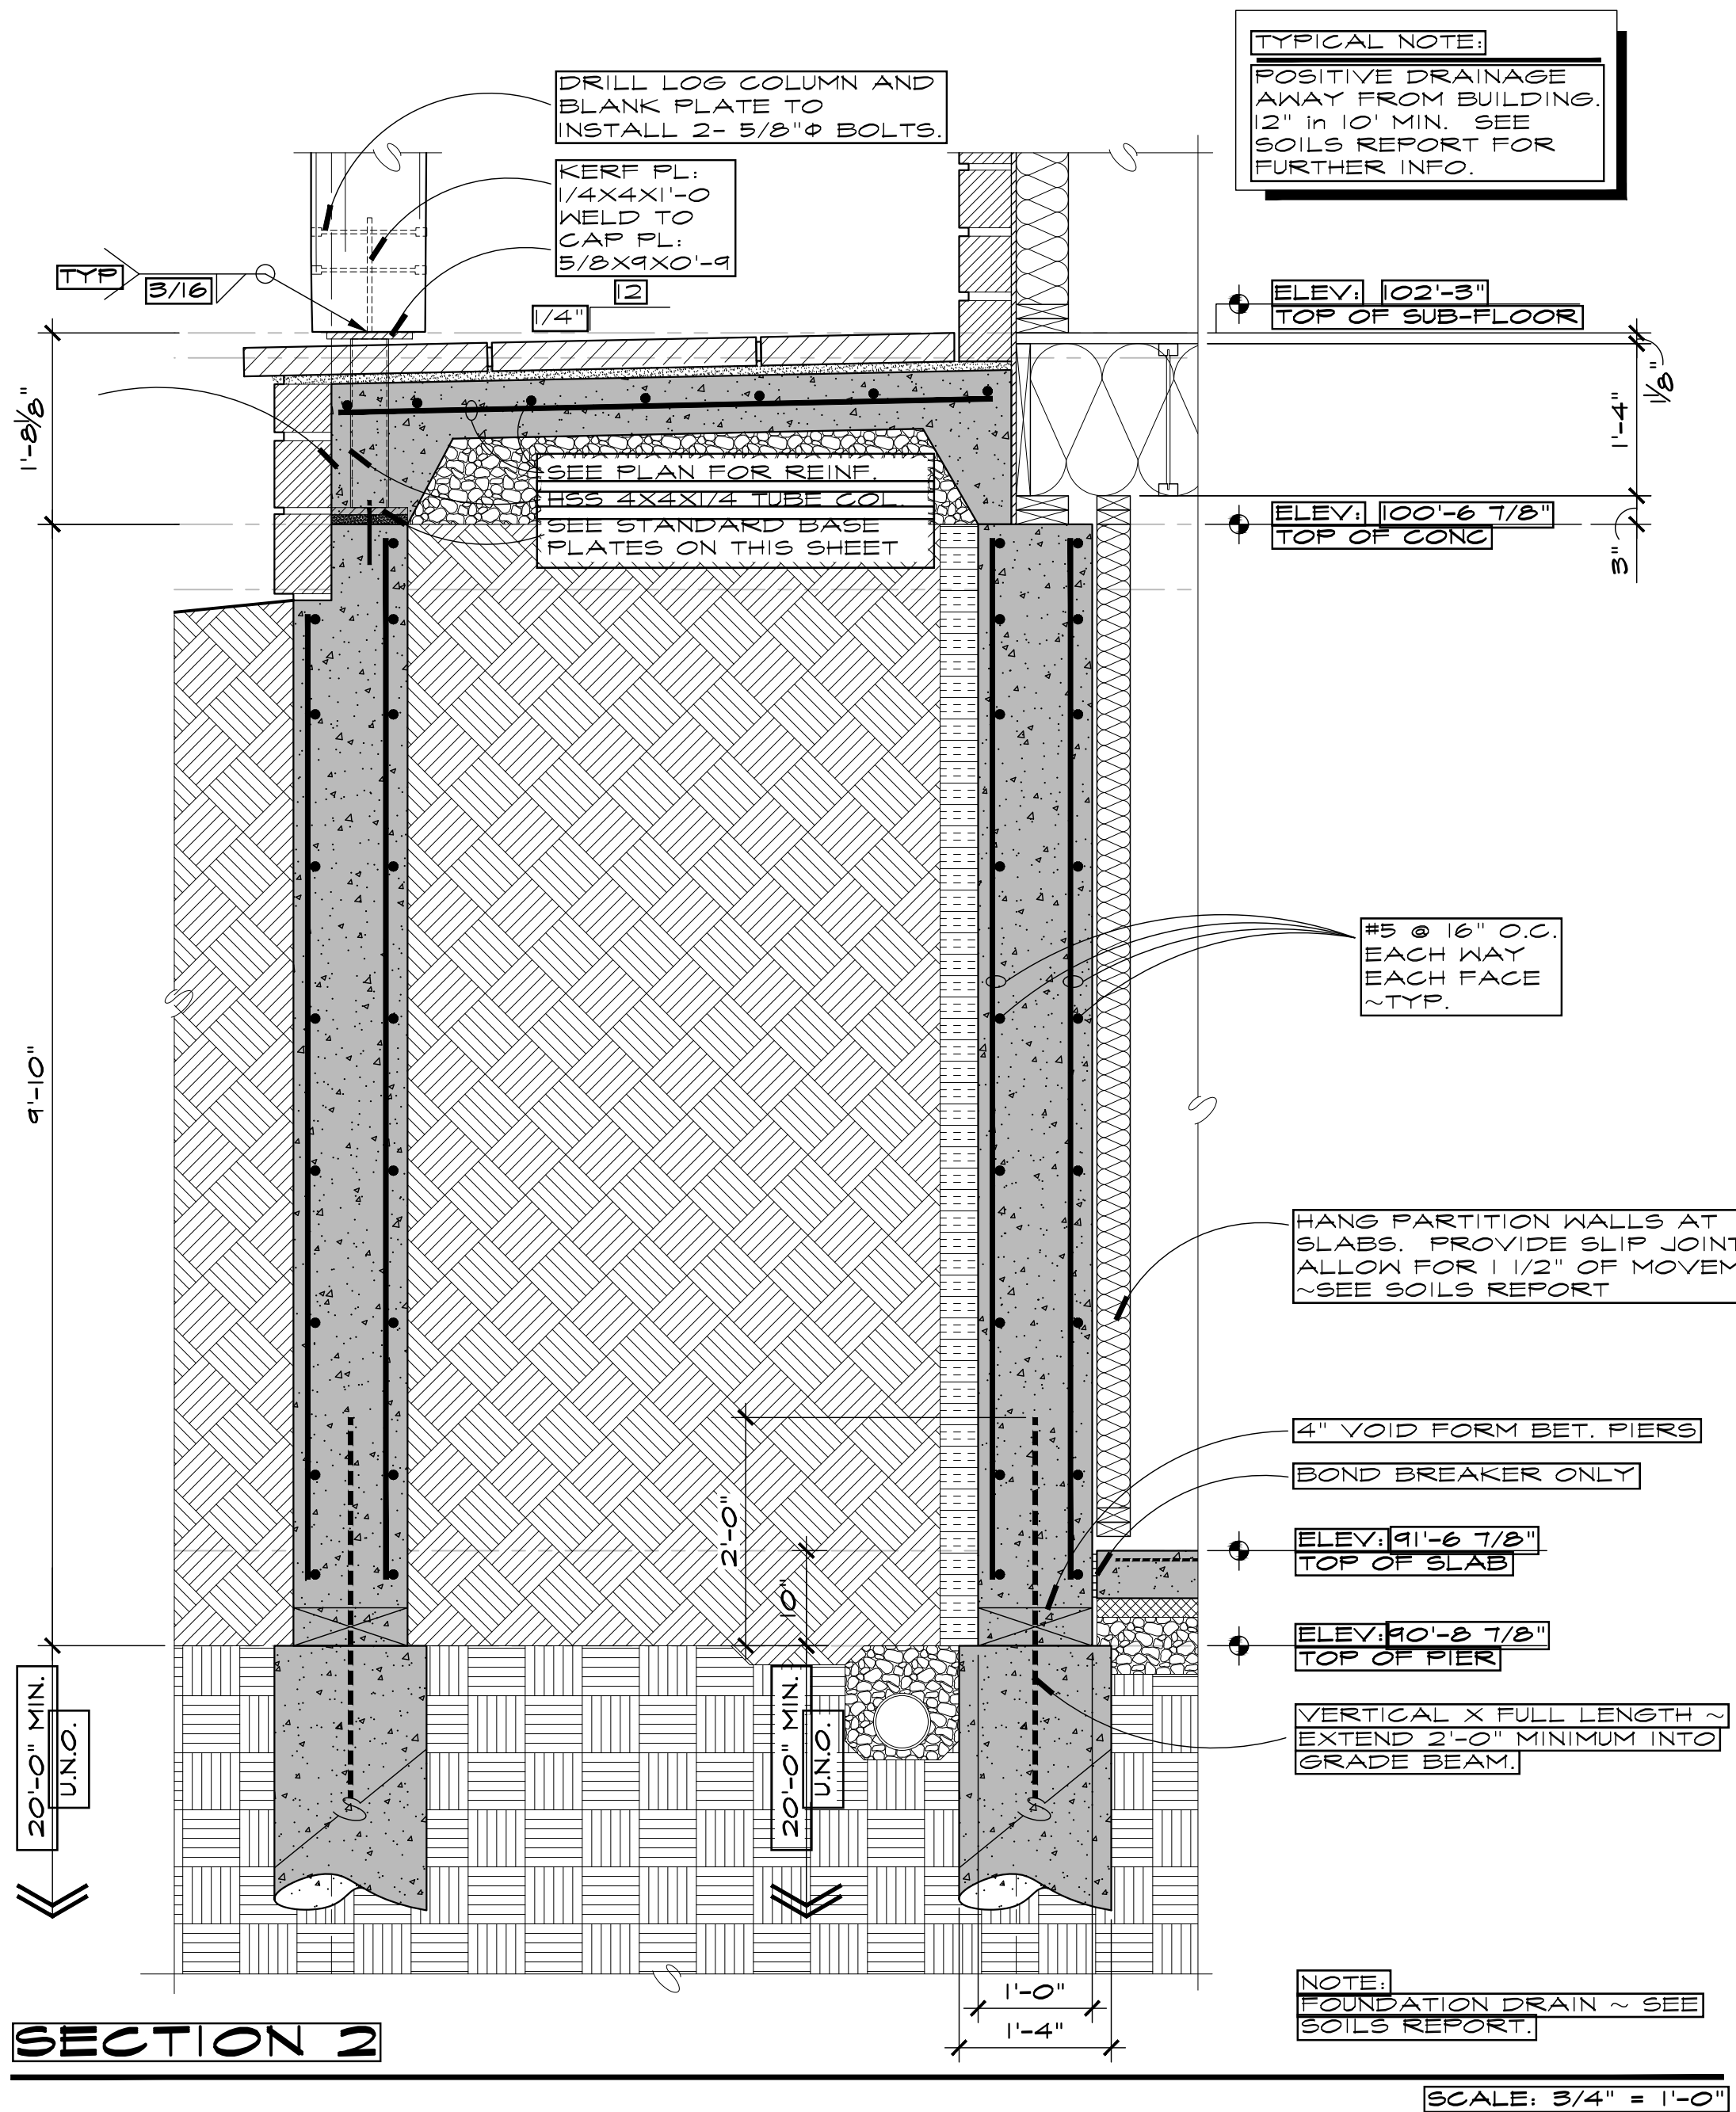 TYPICAL NOTE:
POSITIVE DRAINAGE
AWAY FROM BUILDING.
12" in 10' MIN. SEE
SOILS REPORT FOR
FURTHER INFO.
DRILL LOG COLUMN AND
BLANK PLATE TO
INSTALL 2- 5/8"Φ BOLTS.
KERF PL:
1/4X4X1'-0
WELD TO
CAP PL:
5/8X9X0'-9
TYP
3/16
12
1/4"
ELEV: 102'-3"
TOP OF SUB-FLOOR
1'-8 1/8"
1 1/8"
1'-4"
SEE PLAN FOR REINF.
HSS 4X4X1/4 TUBE COL.
SEE STANDARD BASE
PLATES ON THIS SHEET
ELEV: 100'-6 7/8"
TOP OF CONC
3"
#5 @ 16" O.C.
EACH WAY
EACH FACE
~TYP.
9'-10"
HANG PARTITION WALLS AT
SLABS. PROVIDE SLIP JOINT
ALLOW FOR 1 1/2" OF MOVEM
~SEE SOILS REPORT
4" VOID FORM BET. PIERS
BOND BREAKER ONLY
2'-0"
10"
ELEV: 91'-6 7/8"
TOP OF SLAB
ELEV: 90'-8 7/8"
TOP OF PIER
20'-0" MIN.
U.N.O.
20'-0" MIN.
U.N.O.
VERTICAL X FULL LENGTH ~
EXTEND 2'-0" MINIMUM INTO
GRADE BEAM.
1'-0"
1'-4"
NOTE:
FOUNDATION DRAIN ~ SEE
SOILS REPORT.
SECTION 2
SCALE: 3/4" = 1'-0"